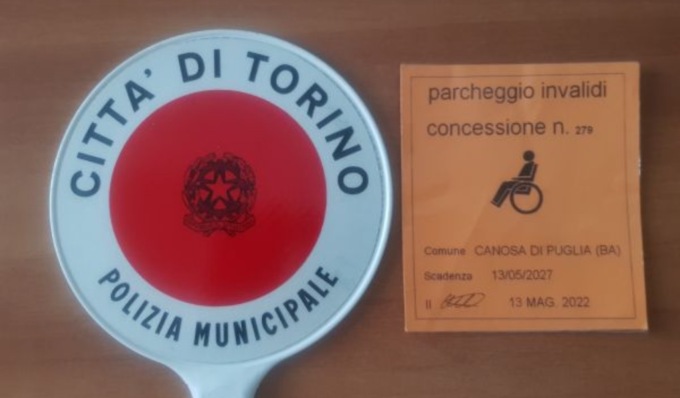 CITTA' DI TORINO
POLIZIA MUNICIPALE
parcheggio invalidi
concessione n. 279
Comune CANOSA DI PUGLIA (BA)
Scadenza 13/05/2027
Il 13 MAG. 2022